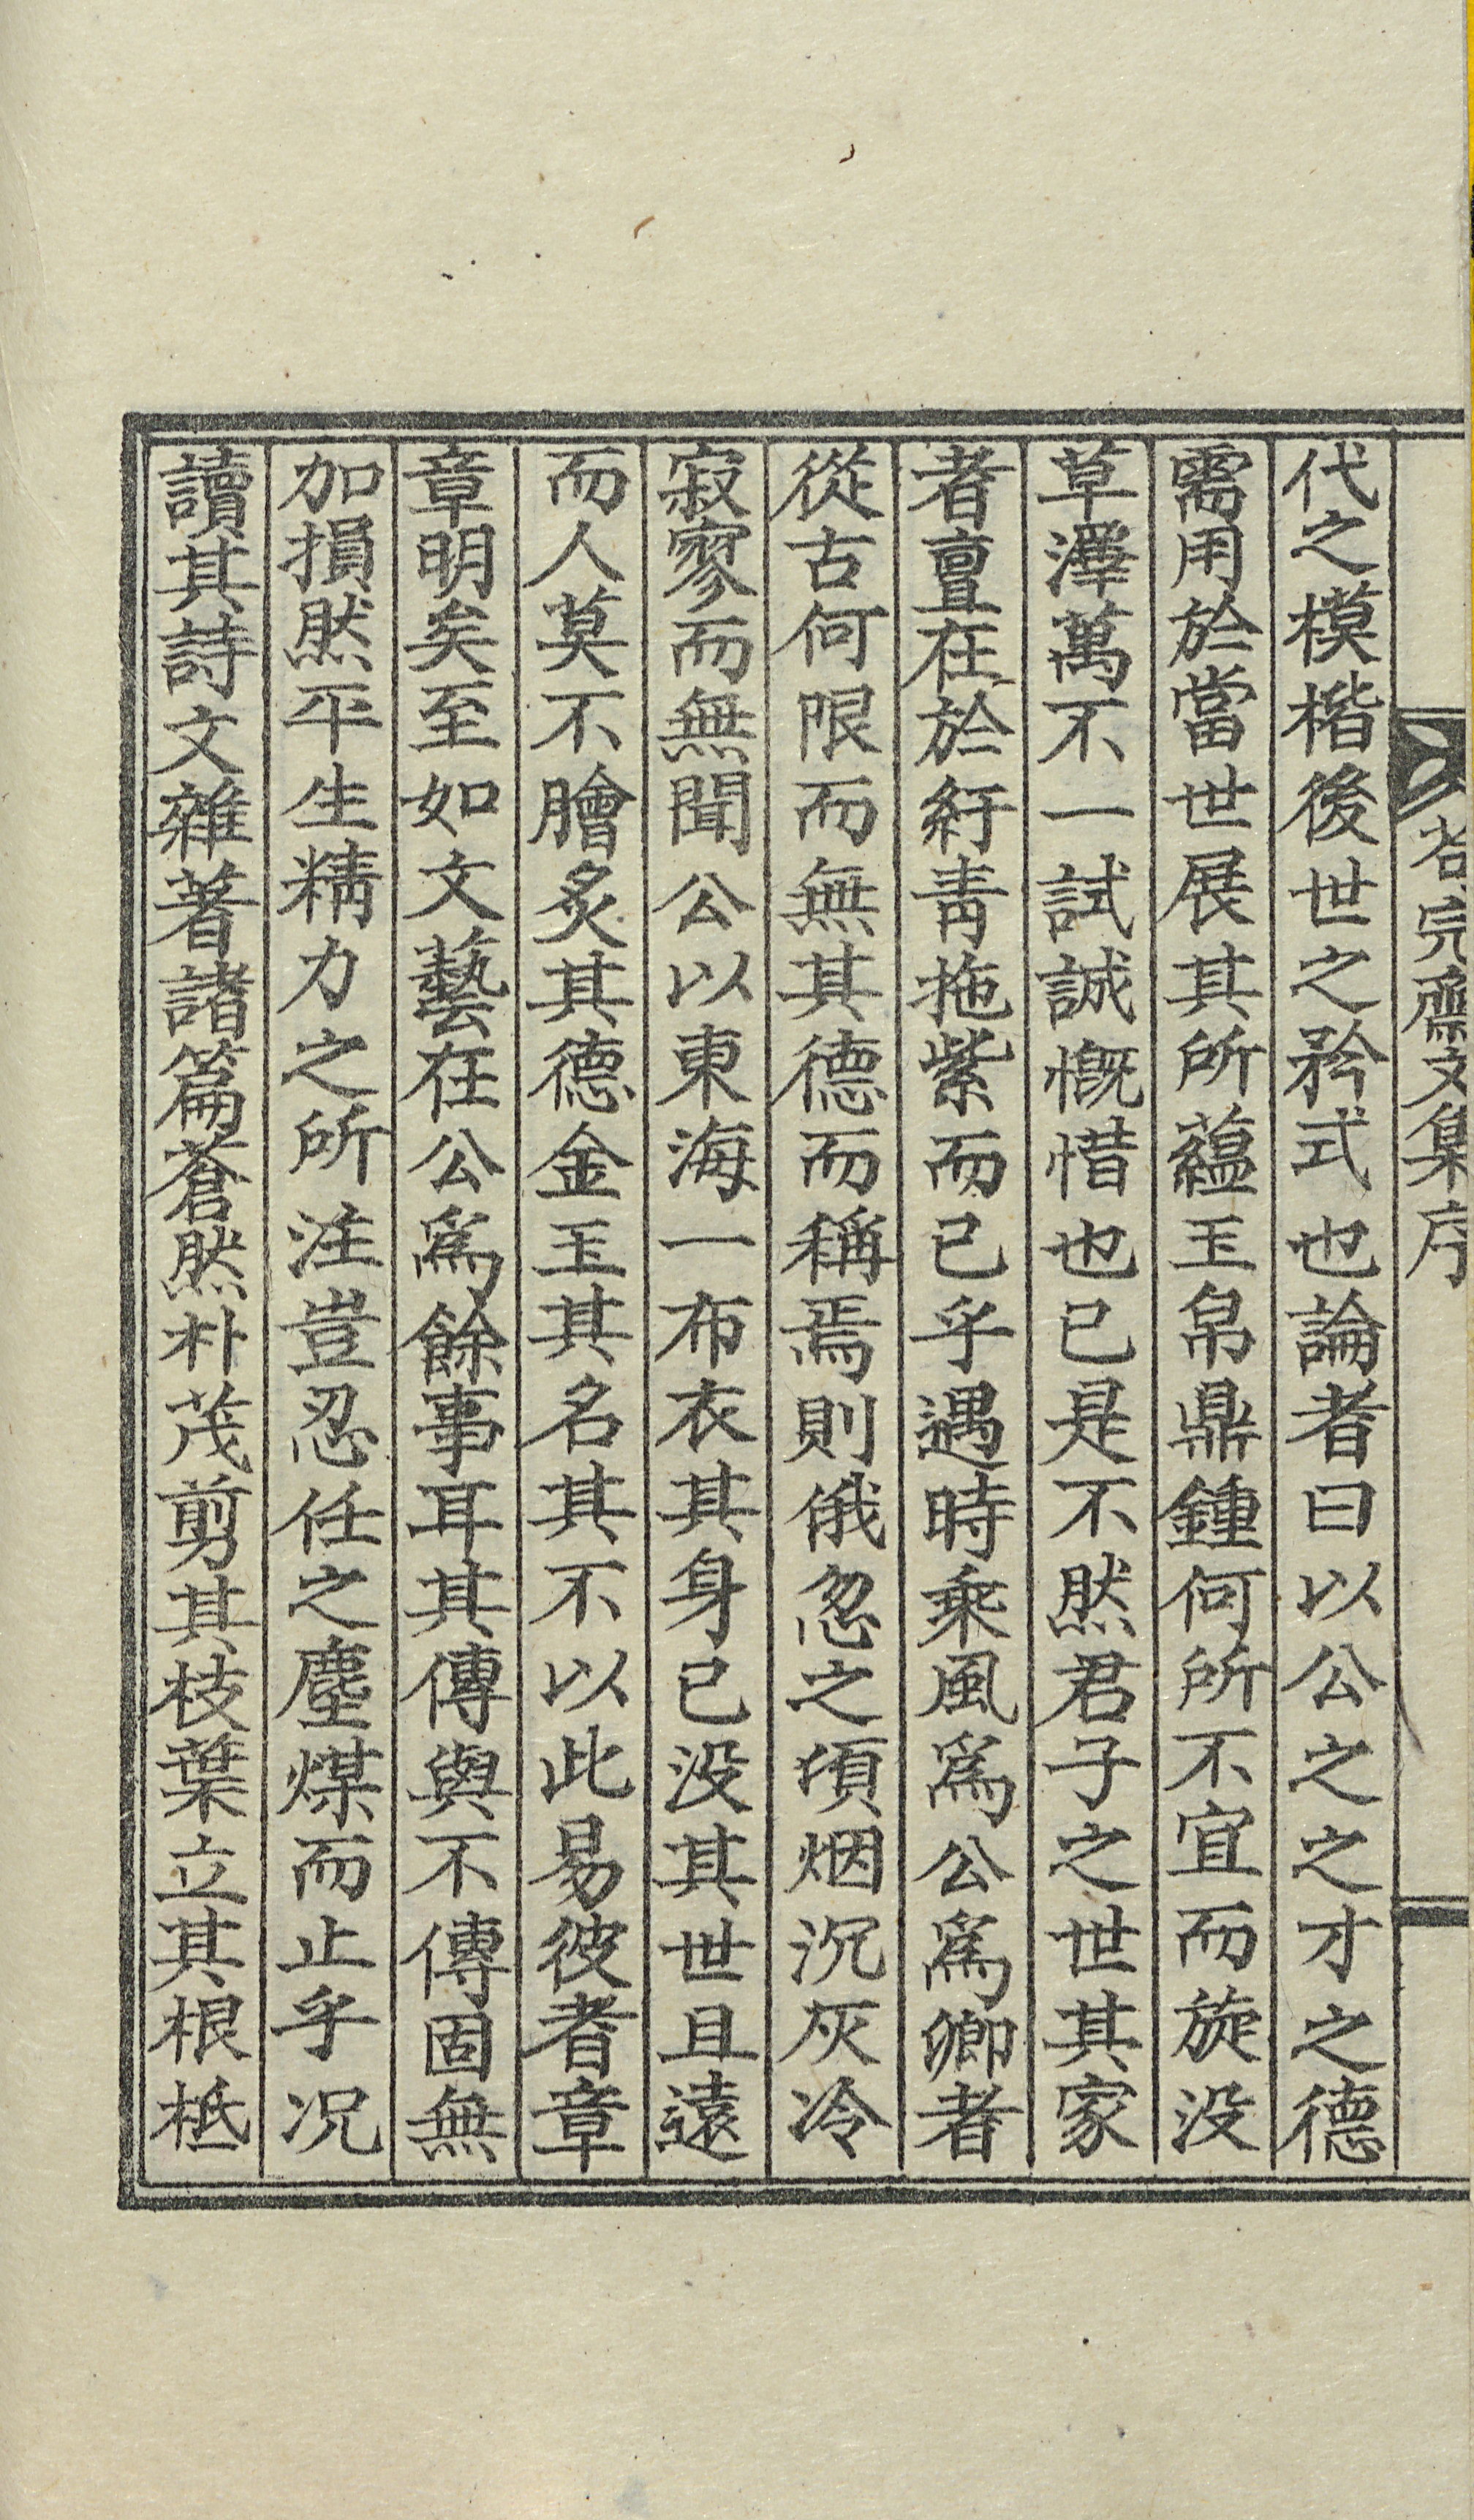 完齋文集序
代之模楷後世之矜式也論者曰以公之之才之德
需用於當世展其所蘊玉帛鼎鍾何所不宜而旋没
草澤萬不一試誠慨惜也已是不然君子之世其家
者亶在於紆青拖紫而已乎遇時乘風爲公爲卿者
從古何限而無其德而稱焉則俄忽之頃烟沉灰冷
寂寥而無聞公以東海一布衣其身已没其世且遠
而人莫不膾炙其德金玉其名其不以此易彼者章
章明矣至如文藝在公爲餘事耳其傳與不傳固無
加損然平生精力之所注豈忍任之塵煤而止乎况
讀其詩文雜著諸篇蒼然朴茂剪其枝葉立其根柢